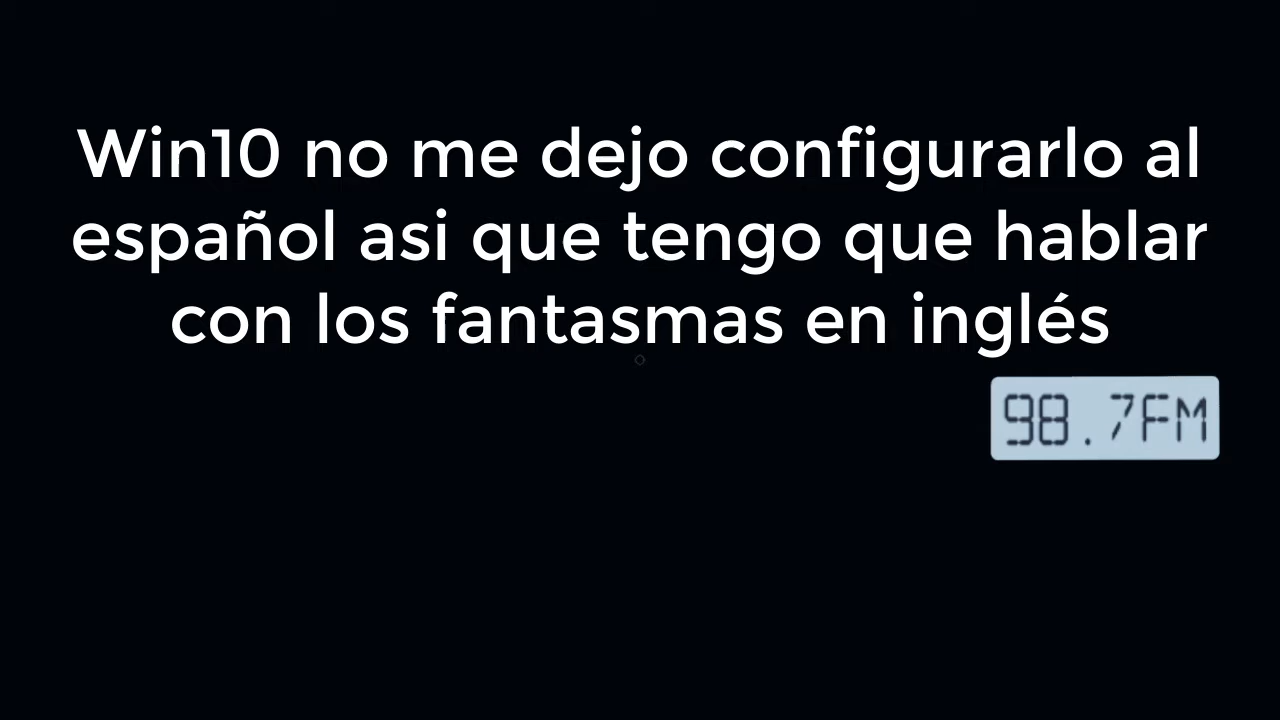 Win10 no me dejo configurarlo al
español asi que tengo que hablar
con los fantasmas en inglés
98.7FM